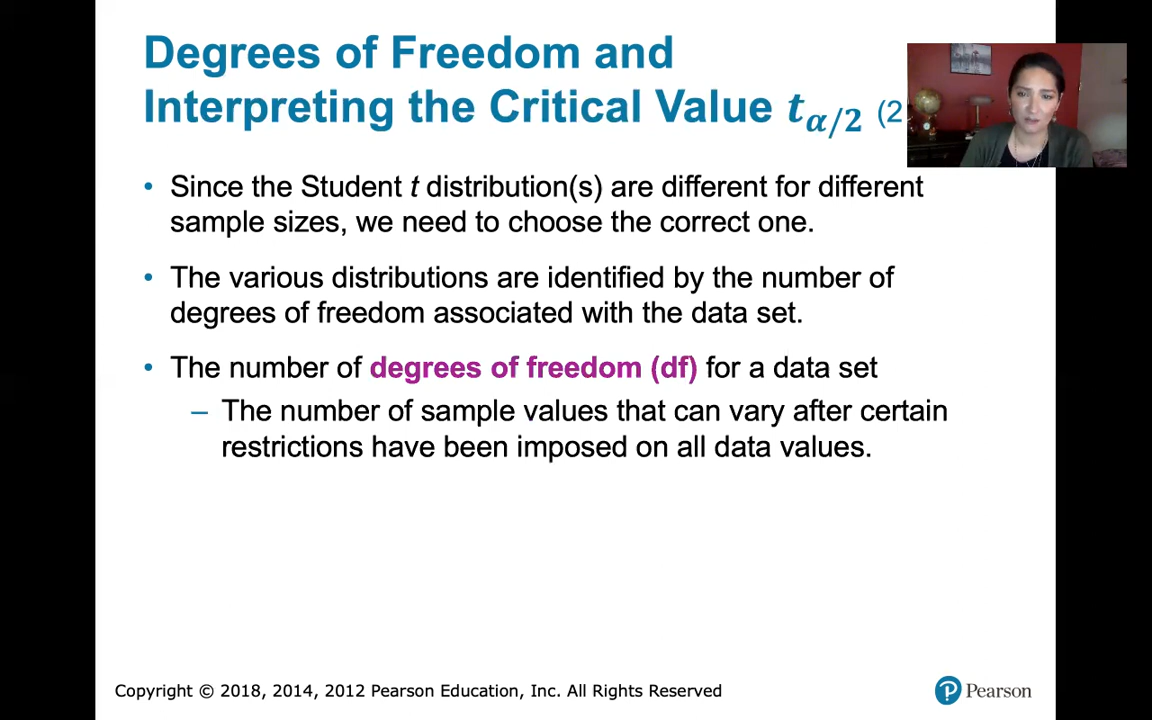 Degrees of Freedom and
Interpreting the Critical Value tα/2 (2
• Since the Student t distribution(s) are different for different
sample sizes, we need to choose the correct one.
• The various distributions are identified by the number of
degrees of freedom associated with the data set.
• The number of degrees of freedom (df) for a data set
– The number of sample values that can vary after certain
restrictions have been imposed on all data values.
Copyright © 2018, 2014, 2012 Pearson Education, Inc. All Rights Reserved
P Pearson